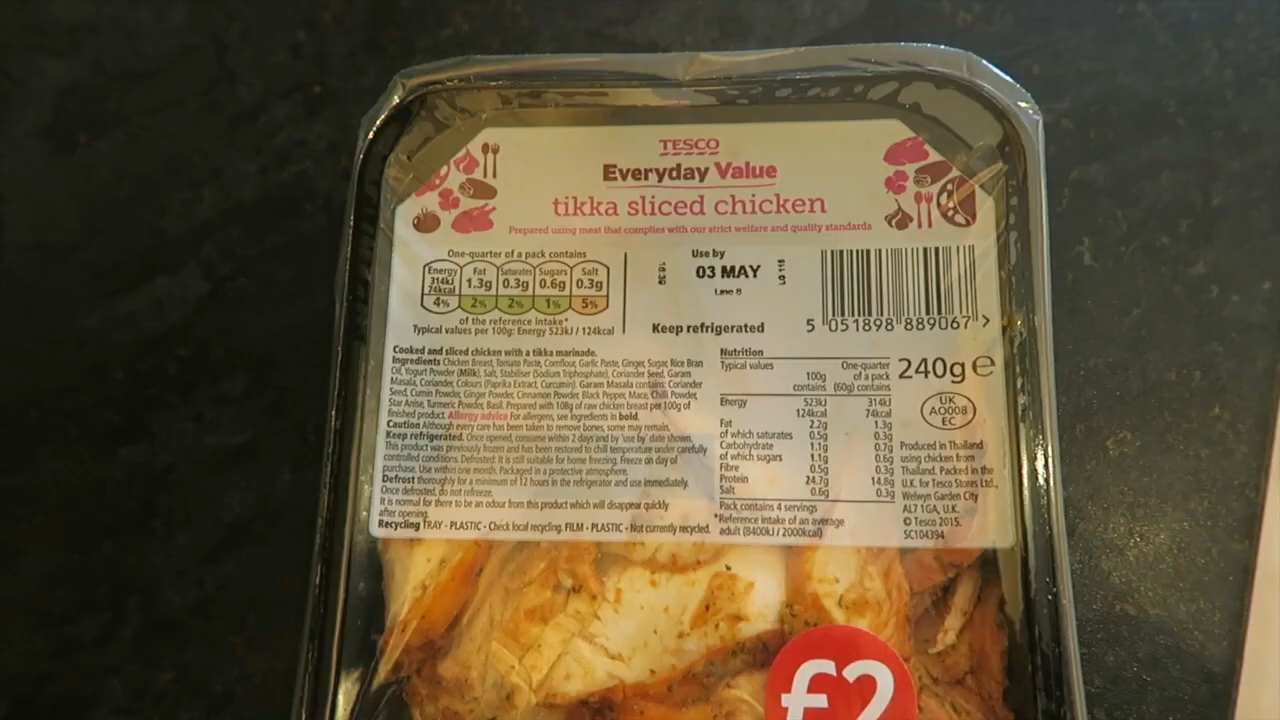 TESCO
Everyday Value
tikka sliced chicken
Prepared using meat that complies with our strict welfare and quality standards
One-quarter of a pack contains
Energy Fat Saturates Sugars Salt
314kJ 1.3g 0.3g 0.6g 0.3g
74kcal
4% 2% 2% 1% 5%
of the reference intake*
Typical values per 100g: Energy 523kJ / 124kcal
16:39
Use by
03 MAY
Line 8
LG 115
Keep refrigerated
5 051898 889067 >
Cooked and sliced chicken with a tikka marinade.
Ingredients Chicken Breast, Tomato Paste, Cornflour, Garlic Paste, Ginger, Sugar, Rice Bran
Oil, Yogurt Powder (Milk), Salt, Stabiliser (Sodium Triphosphate), Coriander Seed, Garam
Masala, Coriander, Colours (Paprika Extract, Curcumin). Garam Masala contains: Coriander
Seed, Cumin Powder, Ginger Powder, Cinnamon Powder, Black Pepper, Mace, Chilli Powder,
Star Anise, Turmeric Powder, Basil. Prepared with 108g of raw chicken breast per 100g of
finished product. Allergy advice For allergens, see ingredients in bold.
Caution Although every care has been taken to remove bones, some may remain.
Keep refrigerated. Once opened, consume within 2 days and by 'use by' date shown.
This product was previously frozen and has been restored to chill temperature under carefully
controlled conditions. Defrosted: It is still suitable for home freezing. Freeze on day of
purchase. Use within one month. Packaged in a protective atmosphere.
Defrost thoroughly for a minimum of 12 hours in the refrigerator and use immediately.
Once defrosted, do not refreeze.
It is normal for there to be an odour from this product which will disappear quickly
after opening.
Recycling TRAY - PLASTIC - Check local recycling. FILM - PLASTIC - Not currently recycled.
Nutrition
Typical values
100g One-quarter of a pack
contains (60g) contains
Energy 523kJ 314kJ
124kcal 74kcal
Fat 2.2g 1.3g
of which saturates 0.5g 0.3g
Carbohydrate 1.1g 0.7g
of which sugars 1.1g 0.6g
Fibre 0.5g 0.3g
Protein 24.7g 14.8g
Salt 0.6g 0.3g
Pack contains 4 servings
*Reference intake of an average
adult (8400kJ / 2000kcal)
240g e
UK
AO008
EC
Produced in Thailand
using chicken from
Thailand. Packed in the
U.K. for Tesco Stores Ltd.,
Welwyn Garden City
AL7 1GA, U.K.
© Tesco 2015.
SC104394
£2